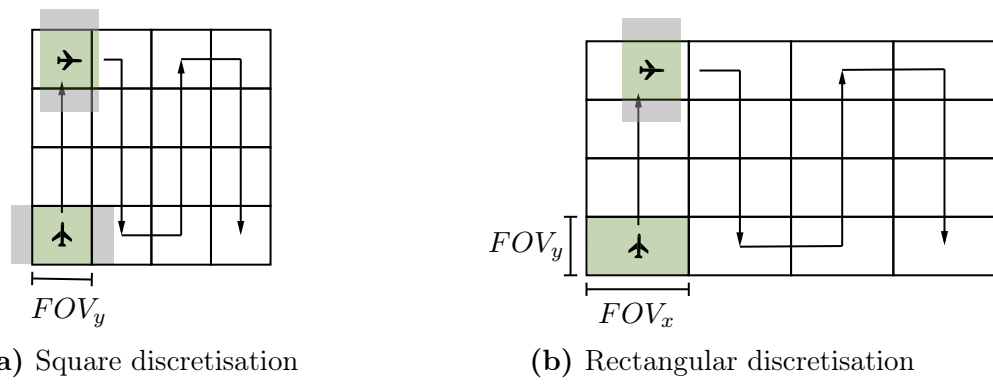 FOV_y
FOV_y
FOV_x
a) Square discretisation
(b) Rectangular discretisation